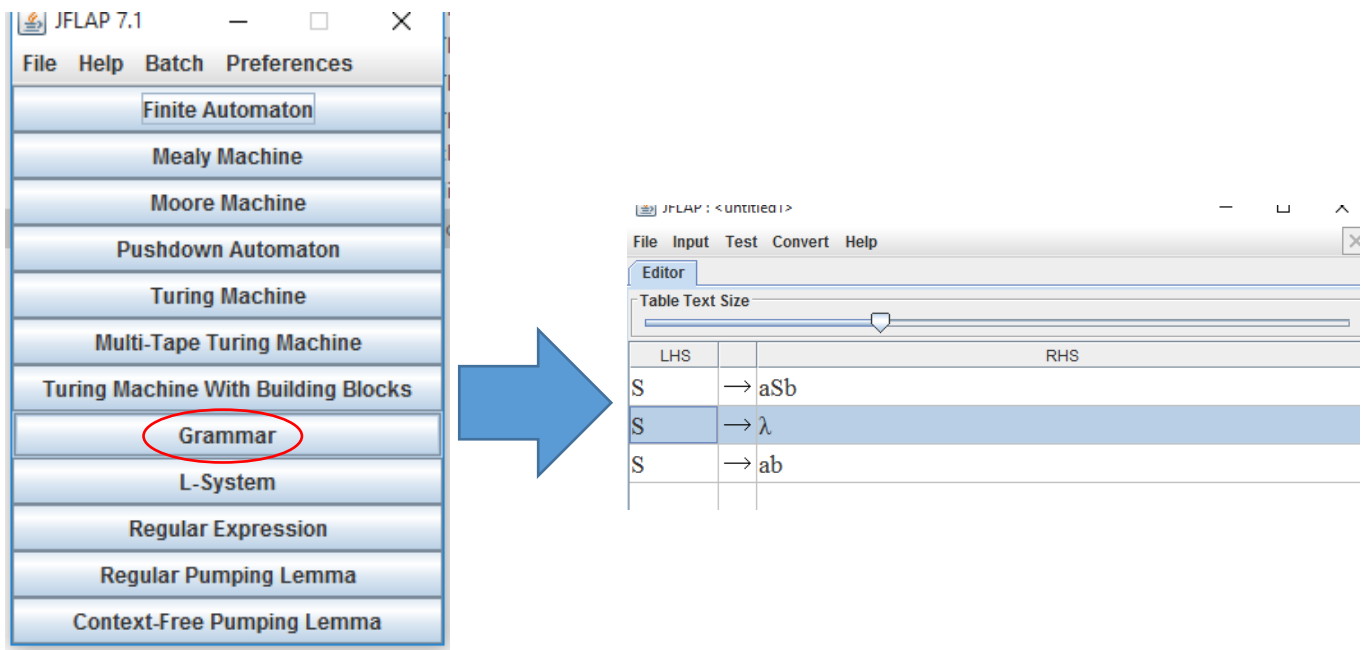 JFLAP 7.1
File Help Batch Preferences
Finite Automaton
Mealy Machine
Moore Machine
Pushdown Automaton
Turing Machine
Multi-Tape Turing Machine
Turing Machine With Building Blocks
Grammar
L-System
Regular Expression
Regular Pumping Lemma
Context-Free Pumping Lemma
JFLAP : <untitled1>
File Input Test Convert Help
Editor
Table Text Size
LHS RHS
S → aSb
S → λ
S → ab